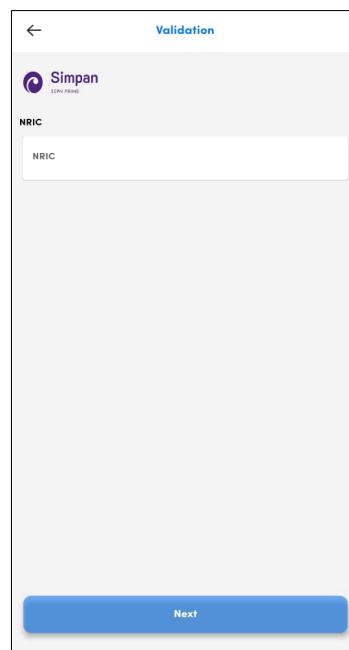 Validation
Simpan
SSPN PRIME
NRIC
NRIC
Next